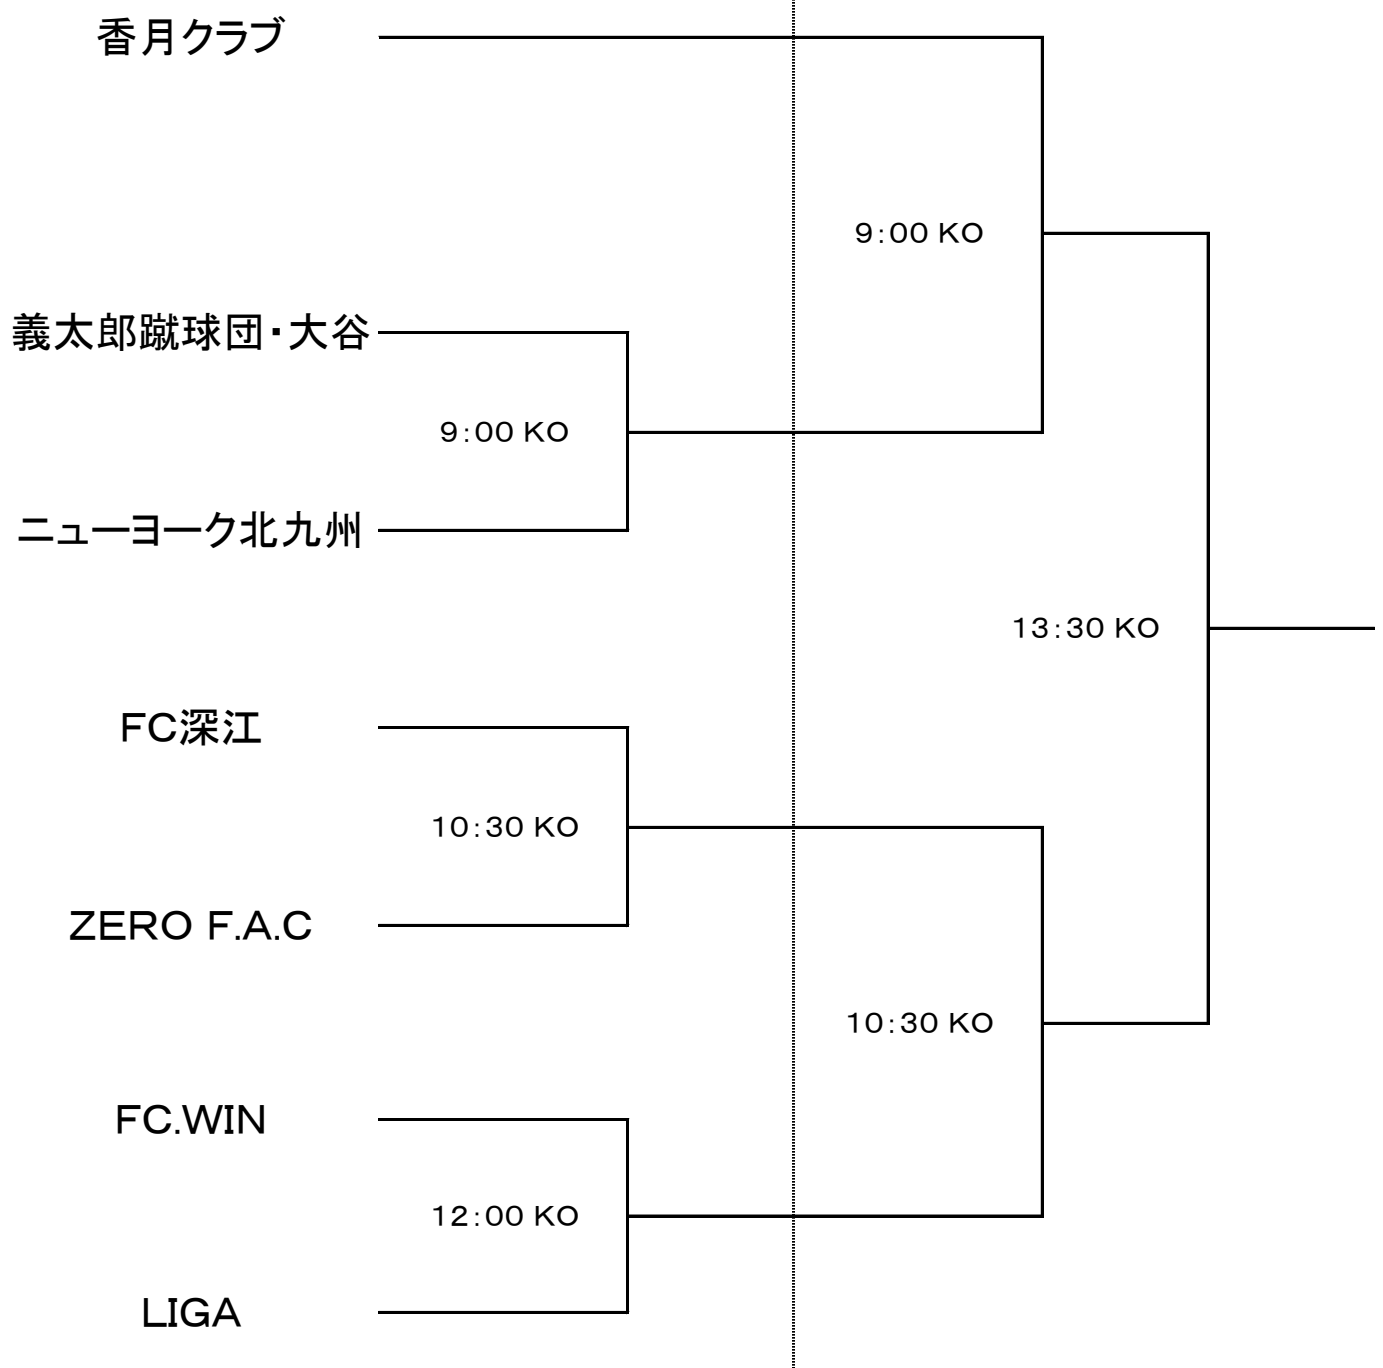 香月クラブ
9:00 KO
義太郎蹴球団・大谷
9:00 KO
ニューヨーク北九州
13:30 KO
FC深江
10:30 KO
ZERO F.A.C
10:30 KO
FC.WIN
12:00 KO
LIGA